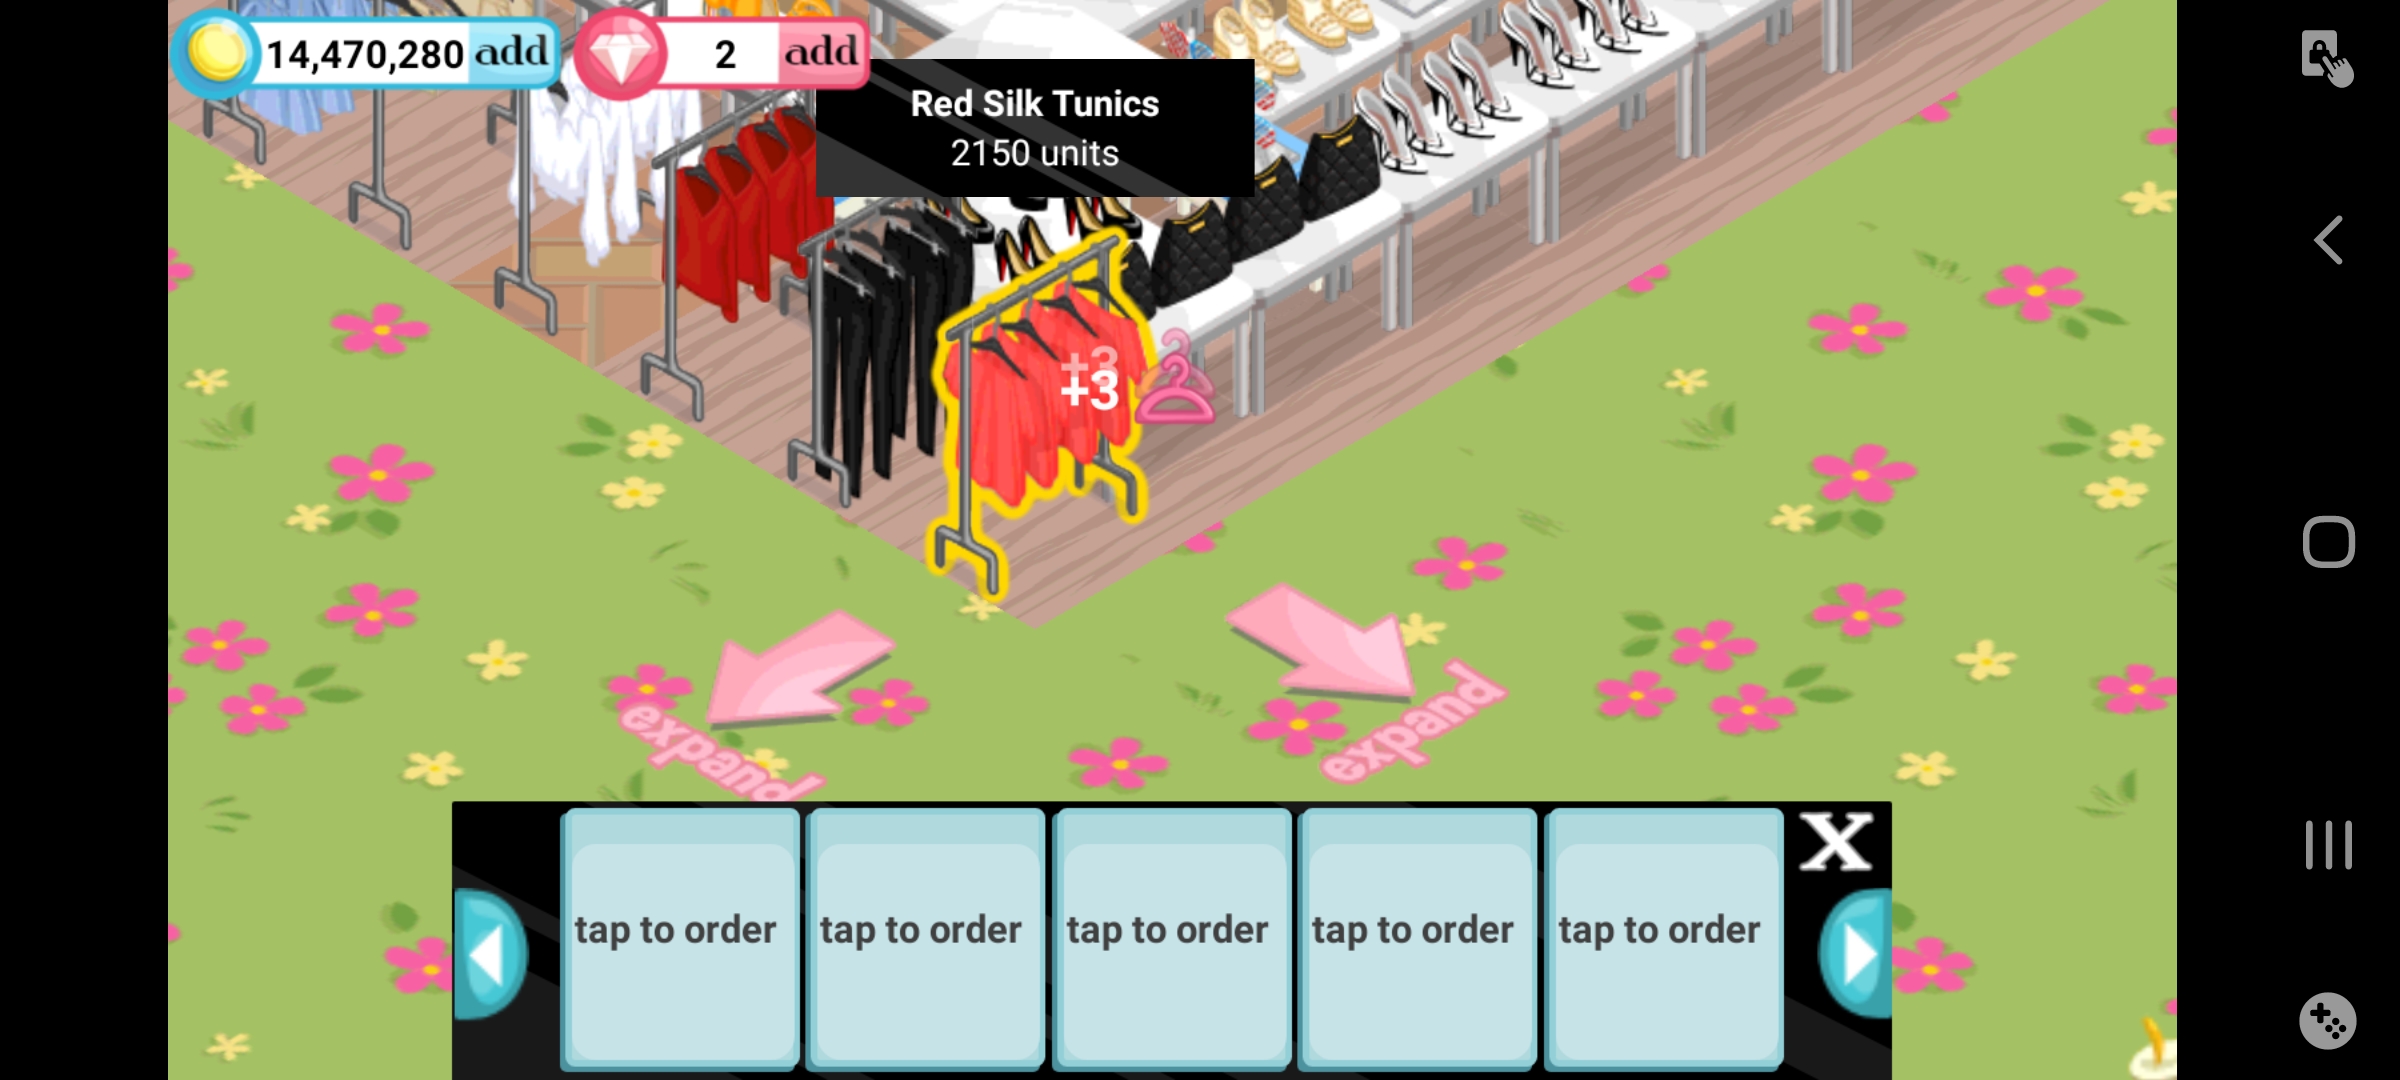 14,470,280 add
2 add
Red Silk Tunics
2150 units
+3
+3
expand
expand
X
tap to order
tap to order
tap to order
tap to order
tap to order